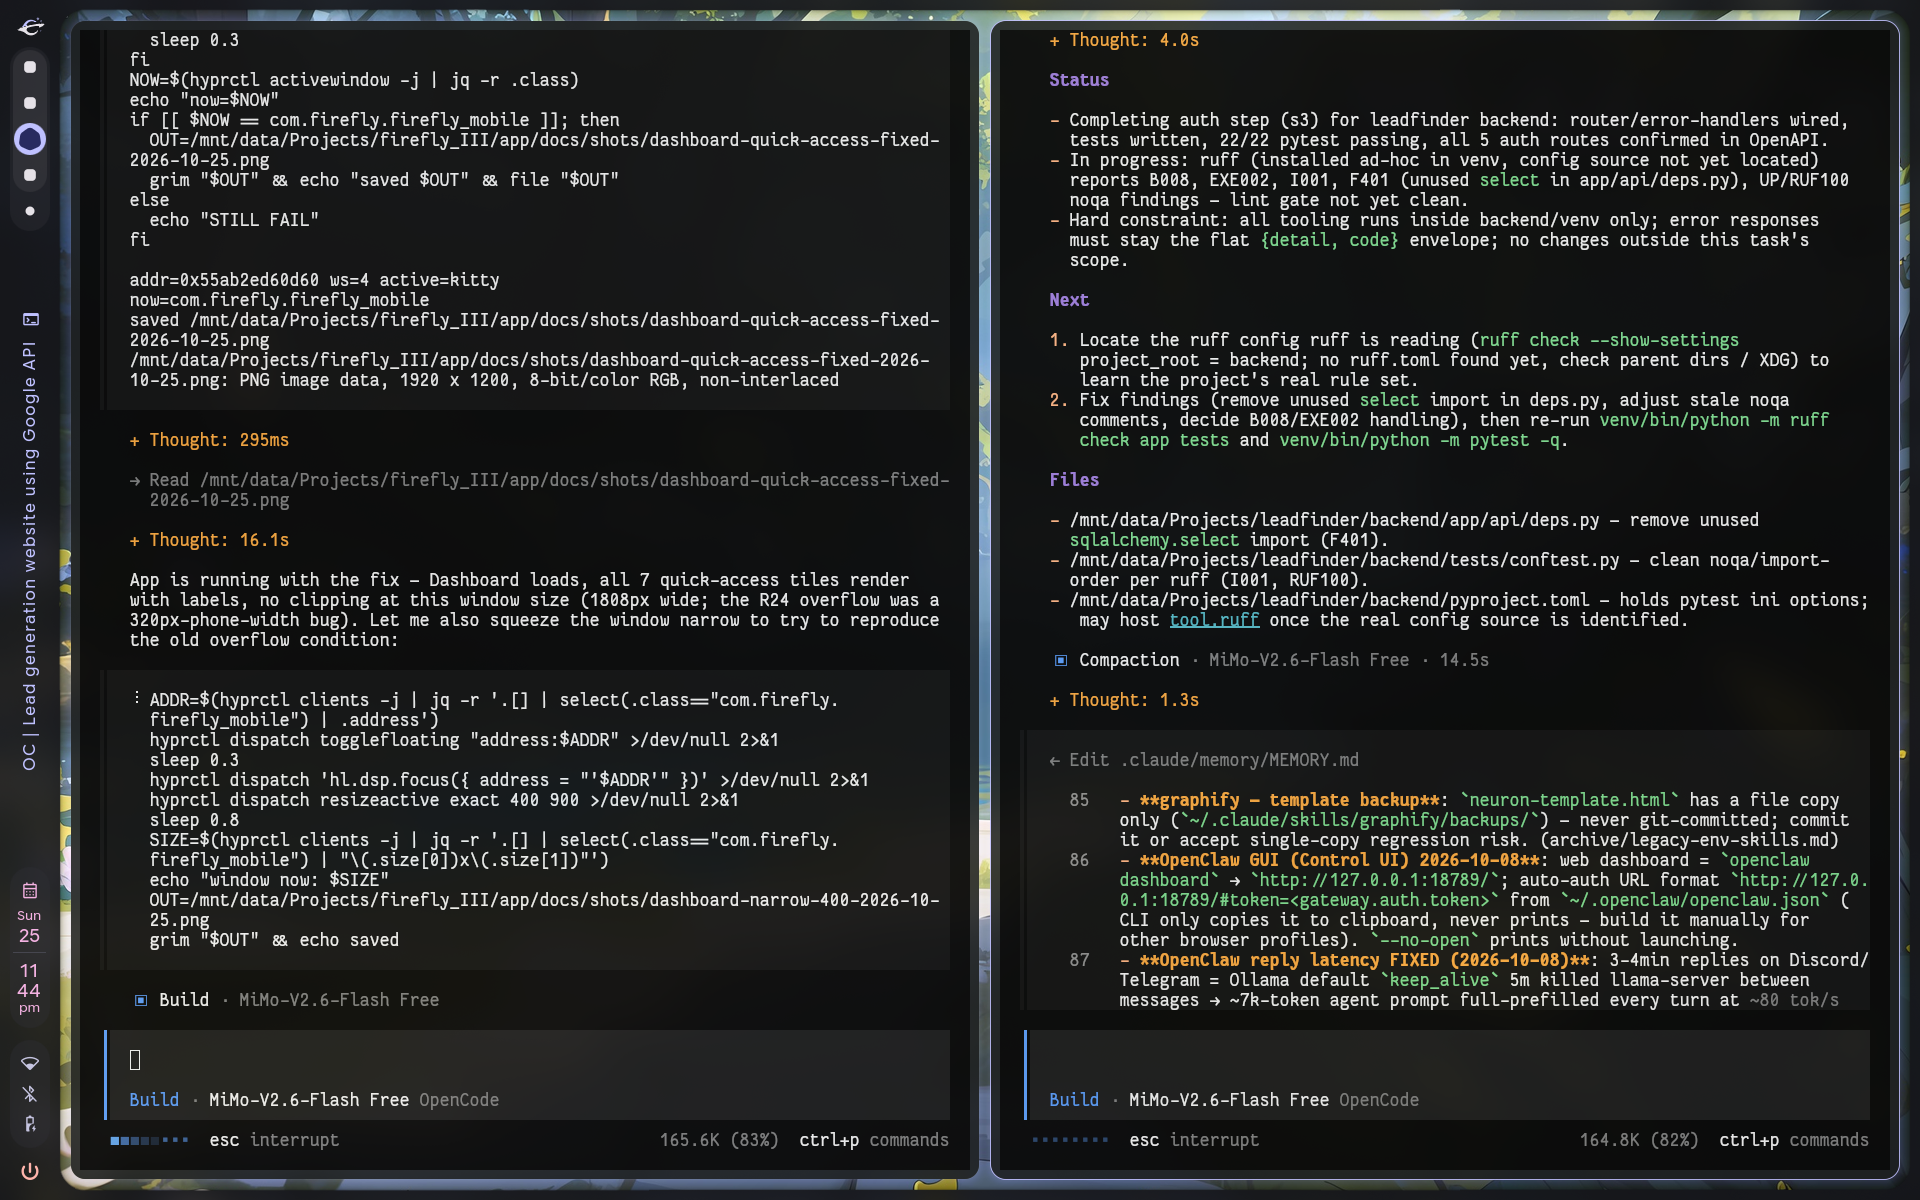 OC | Lead generation website using Google API
Sun
25
11
44
pm
sleep 0.3
fi
NOW=$(hyprctl activewindow -j | jq -r .class)
echo "now=$NOW"
if [[ $NOW == com.firefly.firefly_mobile ]]; then
OUT=/mnt/data/Projects/firefly_III/app/docs/shots/dashboard-quick-access-fixed-
2026-10-25.png
grim "$OUT" && echo "saved $OUT" && file "$OUT"
else
echo "STILL FAIL"
fi
addr=0x55ab2ed60d60 ws=4 active=kitty
now=com.firefly.firefly_mobile
saved /mnt/data/Projects/firefly_III/app/docs/shots/dashboard-quick-access-fixed-
2026-10-25.png
/mnt/data/Projects/firefly_III/app/docs/shots/dashboard-quick-access-fixed-2026-
10-25.png: PNG image data, 1920 x 1200, 8-bit/color RGB, non-interlaced
+ Thought: 295ms
→ Read /mnt/data/Projects/firefly_III/app/docs/shots/dashboard-quick-access-fixed-
2026-10-25.png
+ Thought: 16.1s
App is running with the fix — Dashboard loads, all 7 quick-access tiles render
with labels, no clipping at this window size (1808px wide; the R24 overflow was a
320px-phone-width bug). Let me also squeeze the window narrow to try to reproduce
the old overflow condition:
ADDR=$(hyprctl clients -j | jq -r '.[] | select(.class=="com.firefly.
firefly_mobile") | .address')
hyprctl dispatch togglefloating "address:$ADDR" >/dev/null 2>&1
sleep 0.3
hyprctl dispatch 'hl.dsp.focus({ address = "'$ADDR'" })' >/dev/null 2>&1
hyprctl dispatch resizeactive exact 400 900 >/dev/null 2>&1
sleep 0.8
SIZE=$(hyprctl clients -j | jq -r '.[] | select(.class=="com.firefly.
firefly_mobile") | "\(.size[0])x\(.size[1])"')
echo "window now: $SIZE"
OUT=/mnt/data/Projects/firefly_III/app/docs/shots/dashboard-narrow-400-2026-10-
25.png
grim "$OUT" && echo saved
Build · MiMo-V2.6-Flash Free
Build · MiMo-V2.6-Flash Free OpenCode
esc interrupt 165.6K (83%) ctrl+p commands
+ Thought: 4.0s
Status
- Completing auth step (s3) for leadfinder backend: router/error-handlers wired,
tests written, 22/22 pytest passing, all 5 auth routes confirmed in OpenAPI.
- In progress: ruff (installed ad-hoc in venv, config source not yet located)
reports B008, EXE002, I001, F401 (unused select in app/api/deps.py), UP/RUF100
noqa findings — lint gate not yet clean.
- Hard constraint: all tooling runs inside backend/venv only; error responses
must stay the flat {detail, code} envelope; no changes outside this task's
scope.
Next
1. Locate the ruff config ruff is reading (ruff check --show-settings
project_root = backend; no ruff.toml found yet, check parent dirs / XDG) to
learn the project's real rule set.
2. Fix findings (remove unused select import in deps.py, adjust stale noqa
comments, decide B008/EXE002 handling), then re-run venv/bin/python -m ruff
check app tests and venv/bin/python -m pytest -q.
Files
- /mnt/data/Projects/leadfinder/backend/app/api/deps.py — remove unused
sqlalchemy.select import (F401).
- /mnt/data/Projects/leadfinder/backend/tests/conftest.py — clean noqa/import-
order per ruff (I001, RUF100).
- /mnt/data/Projects/leadfinder/backend/pyproject.toml — holds pytest ini options;
may host tool.ruff once the real config source is identified.
Compaction · MiMo-V2.6-Flash Free · 14.5s
+ Thought: 1.3s
← Edit .claude/memory/MEMORY.md
85 - **graphify — template backup**: `neuron-template.html` has a file copy
only (`~/.claude/skills/graphify/backups/`) — never git-committed; commit
it or accept single-copy regression risk. (archive/legacy-env-skills.md)
86 - **OpenClaw GUI (Control UI) 2026-10-08**: web dashboard = `openclaw
dashboard` → `http://127.0.0.1:18789/`; auto-auth URL format `http://127.0.
0.1:18789/#token=<gateway.auth.token>` from `~/.openclaw/openclaw.json` (
CLI only copies it to clipboard, never prints — build it manually for
other browser profiles). `--no-open` prints without launching.
87 - **OpenClaw reply latency FIXED (2026-10-08)**: 3-4min replies on Discord/
Telegram = Ollama default `keep_alive` 5m killed llama-server between
messages → ~7k-token agent prompt full-prefilled every turn at ~80 tok/s
Build · MiMo-V2.6-Flash Free OpenCode
esc interrupt 164.8K (82%) ctrl+p commands